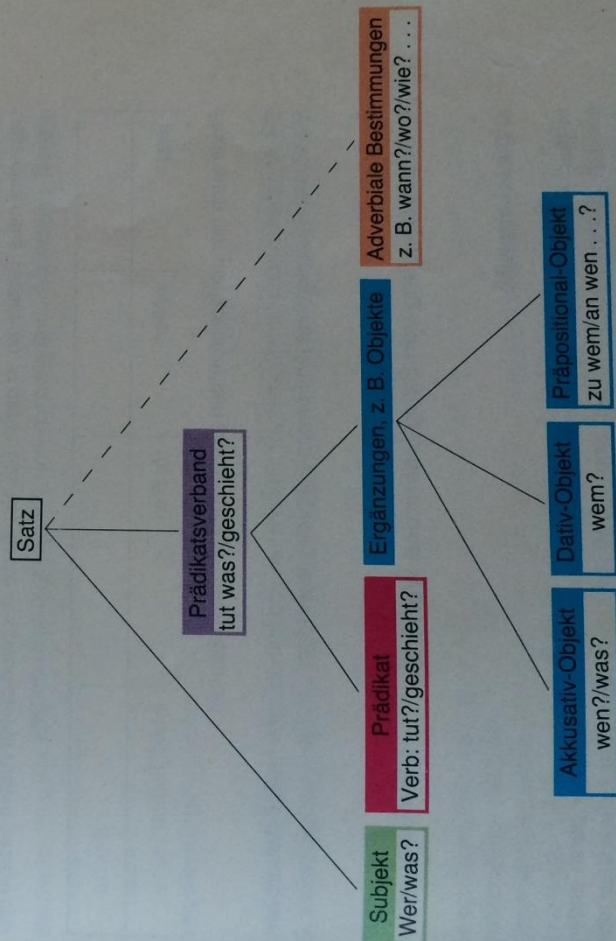 Satz
Prädikatsverband
tut was?/geschieht?
Subjekt
Wer/was?
Prädikat
Verb: tut?/geschieht?
Ergänzungen, z. B. Objekte
Adverbiale Bestimmungen
z. B. wann?/wo?/wie? . . .
Akkusativ-Objekt
wen?/was?
Dativ-Objekt
wem?
Präpositional-Objekt
zu wem/an wen . . .?